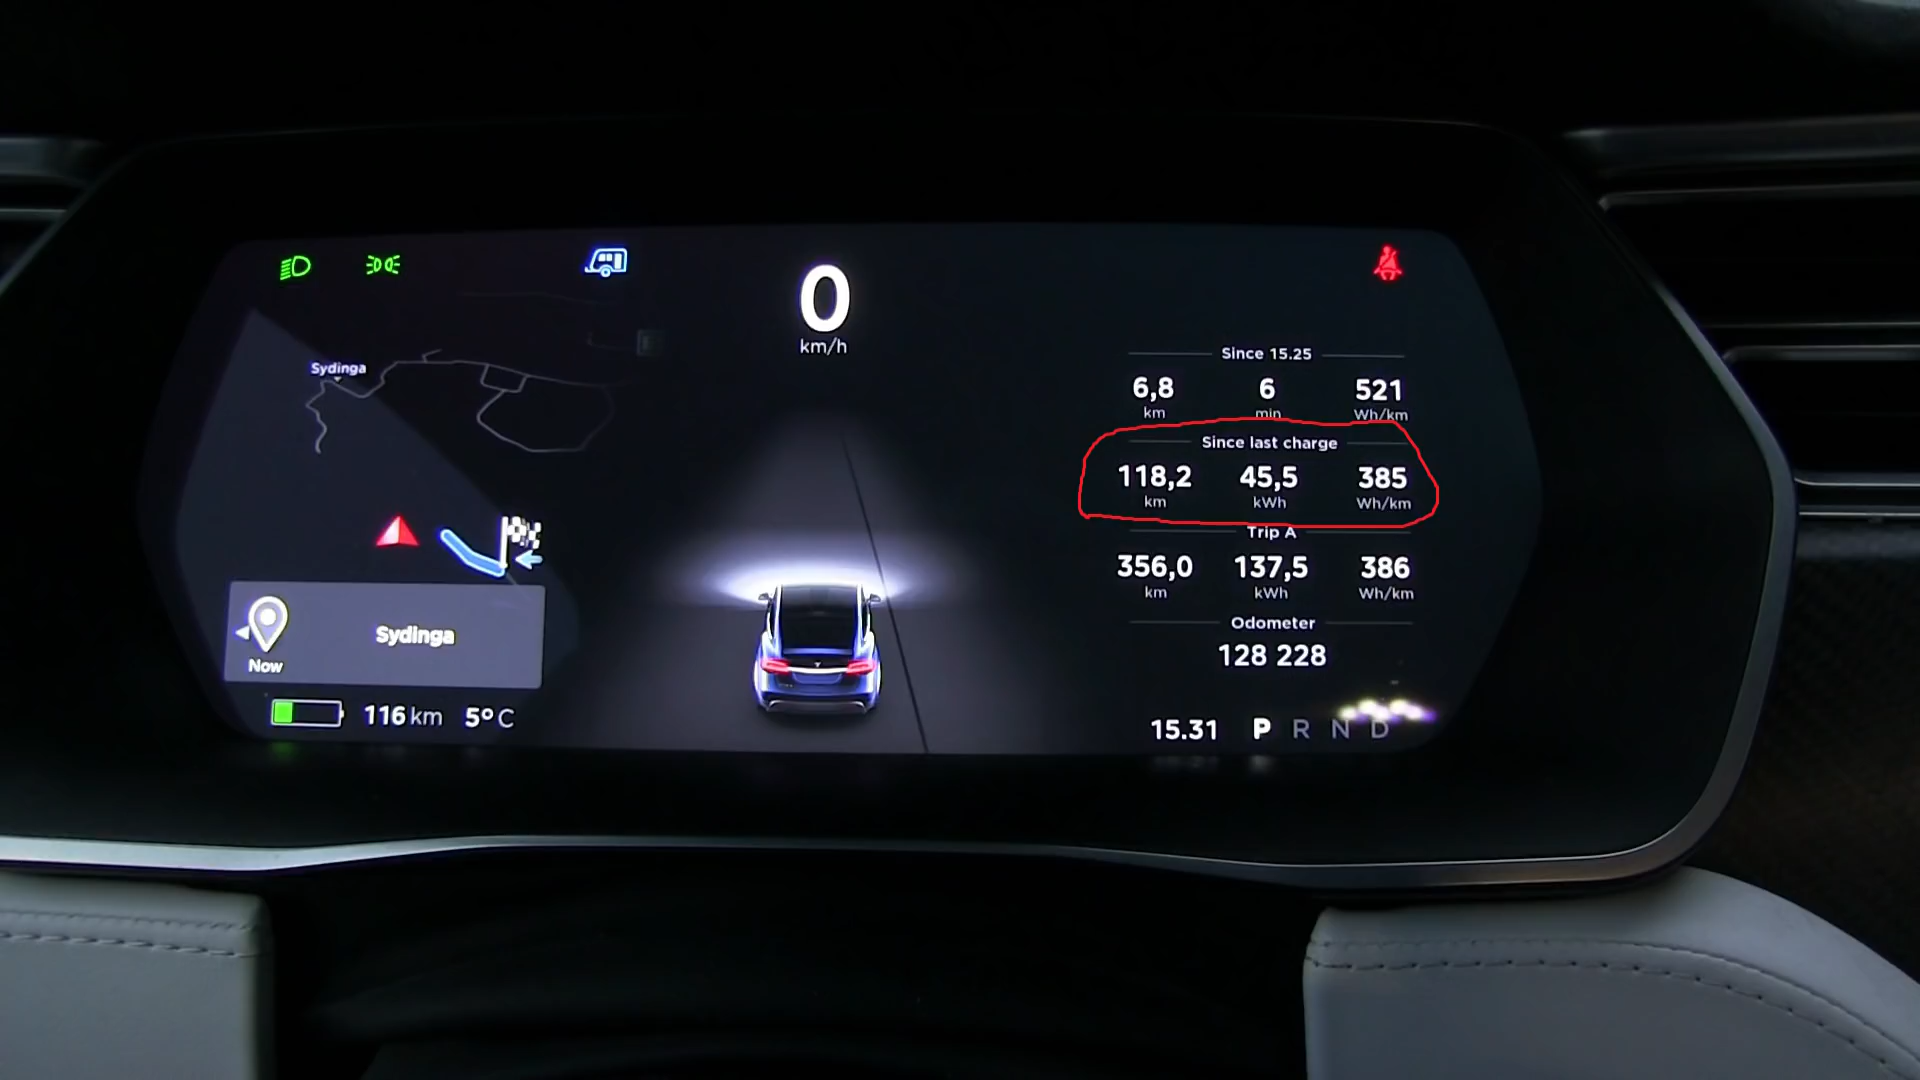 0
km/h
Sydinga
Since 15.25
6,8 6 521
km min Wh/km
Since last charge
118,2 45,5 385
km kWh Wh/km
Trip A
356,0 137,5 386
km kWh Wh/km
Odometer
128 228
Sydinga
Now
116 km 5° C
15.31 P R N D